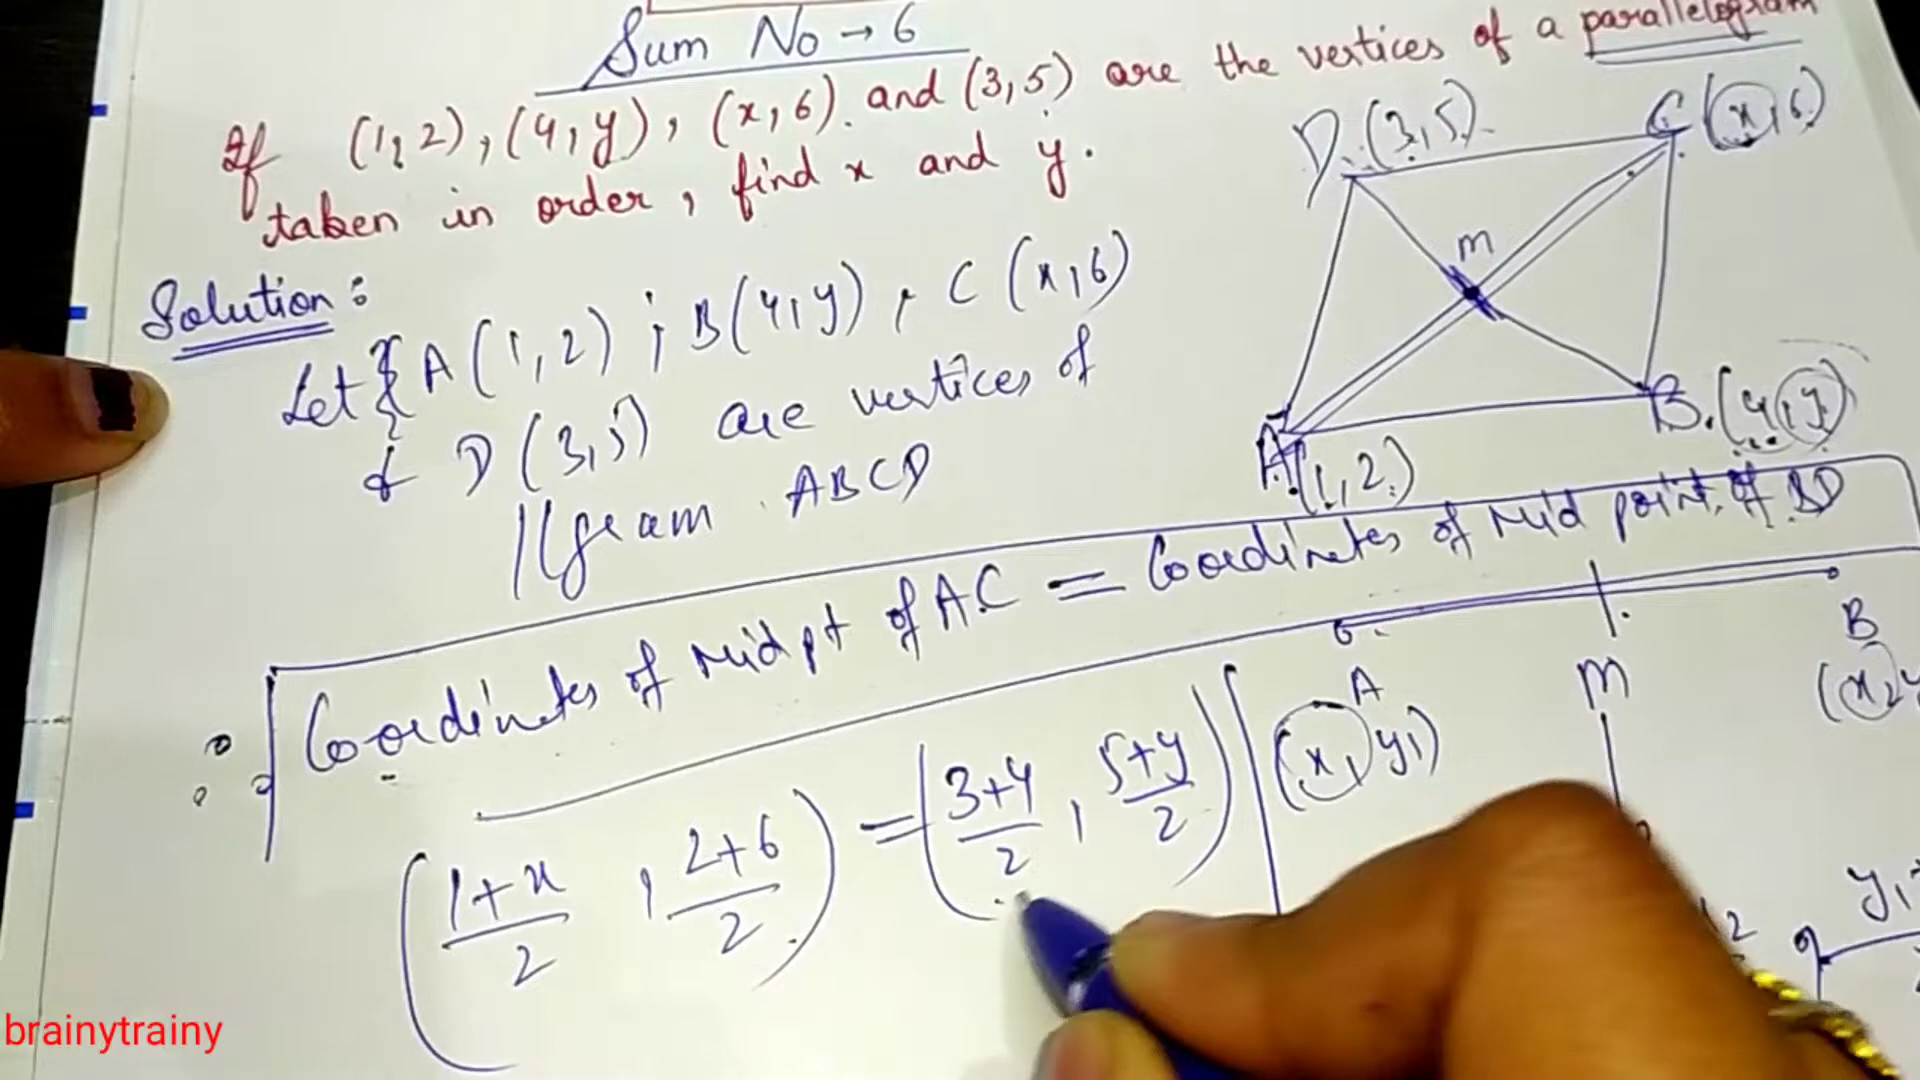 Sum No → 6
If (1,2), (4,y), (x,6) and (3,5) are the vertices of a parallelogram
taken in order, find x and y.
D (3,5)
C (x,6)
M
A (1,2)
B (4,y)
Solution :
Let A (1,2) ; B (4,y) , C (x,6)
& D (3,5) are vertices of
||gram ABCD
∴ Coordinates of Mid pt of AC = Coordinates of Mid point of BD
(1+x/2 , 2+6/2) = (3+4/2 , 5+y/2)
A M B
(x1 y1)
(x2 y
y1+
brainytrainy